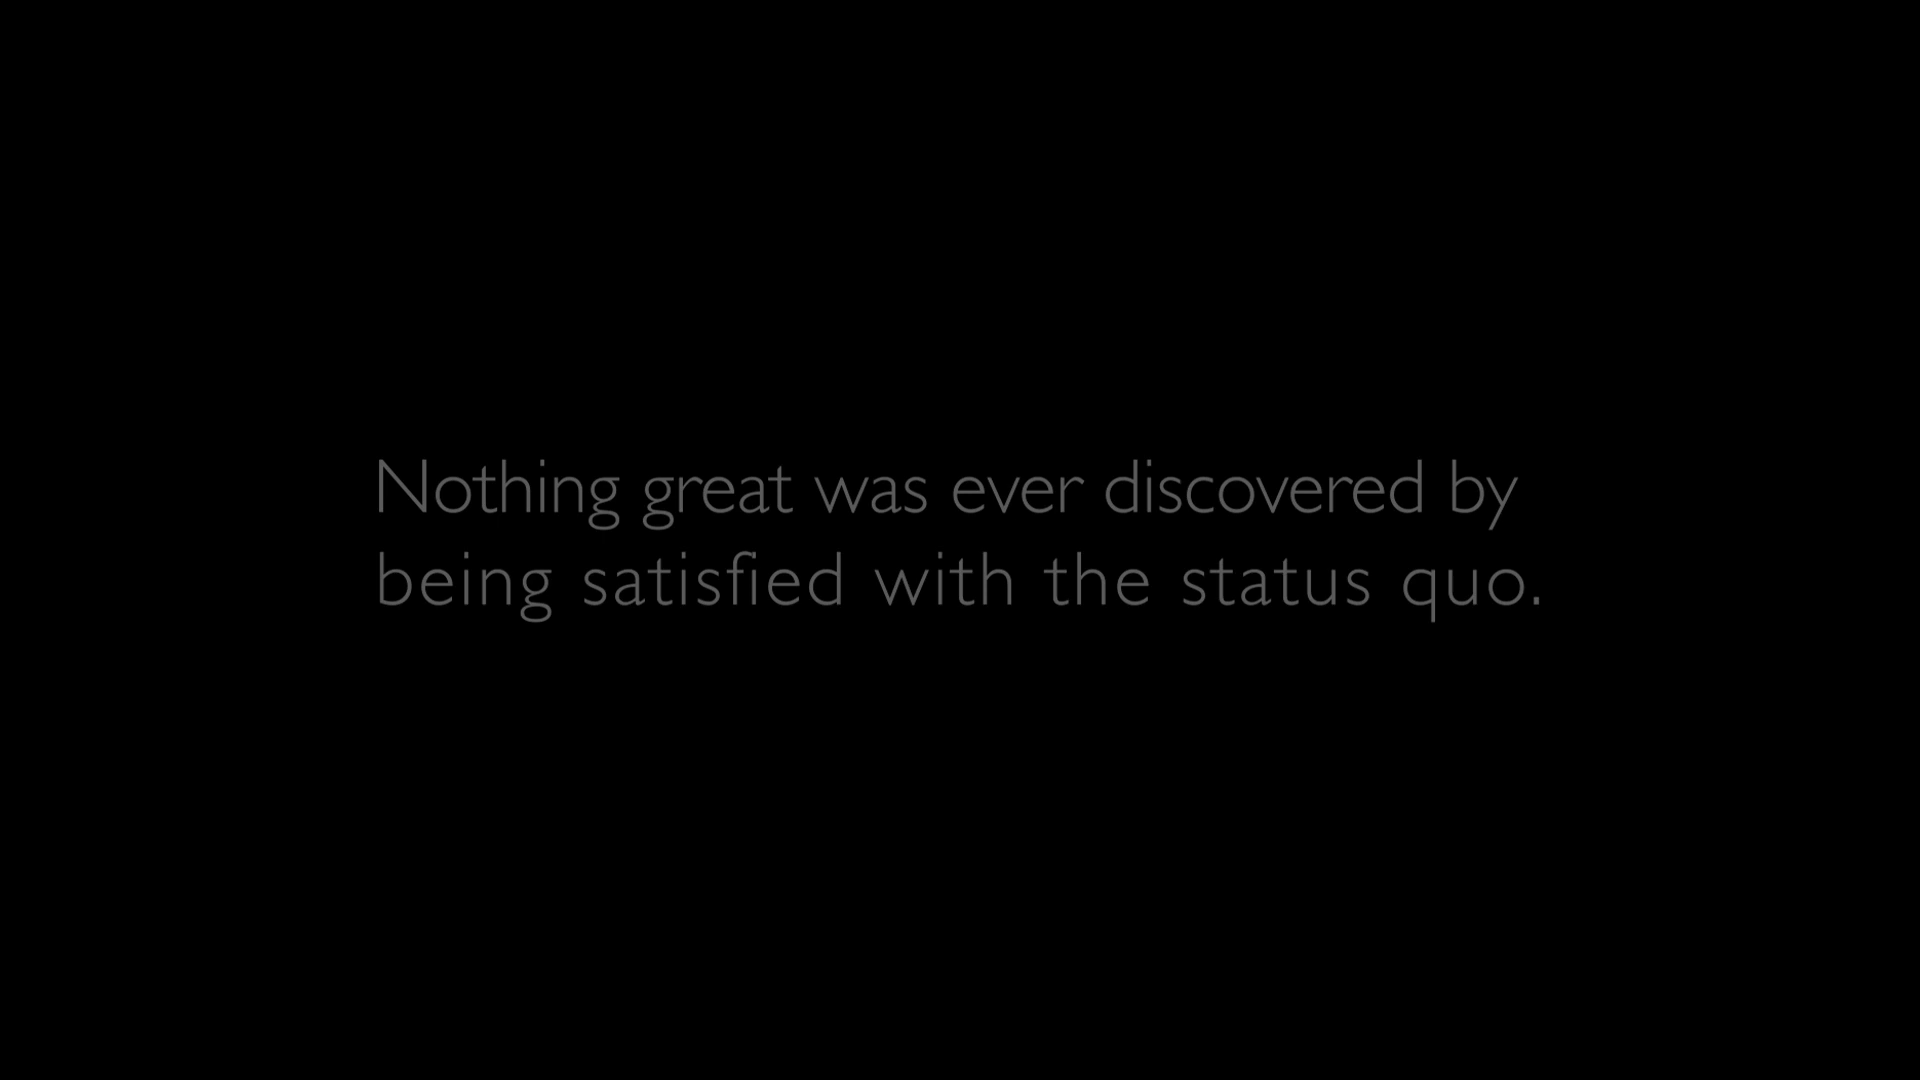 Nothing great was ever discovered by
being satisfied with the status quo.